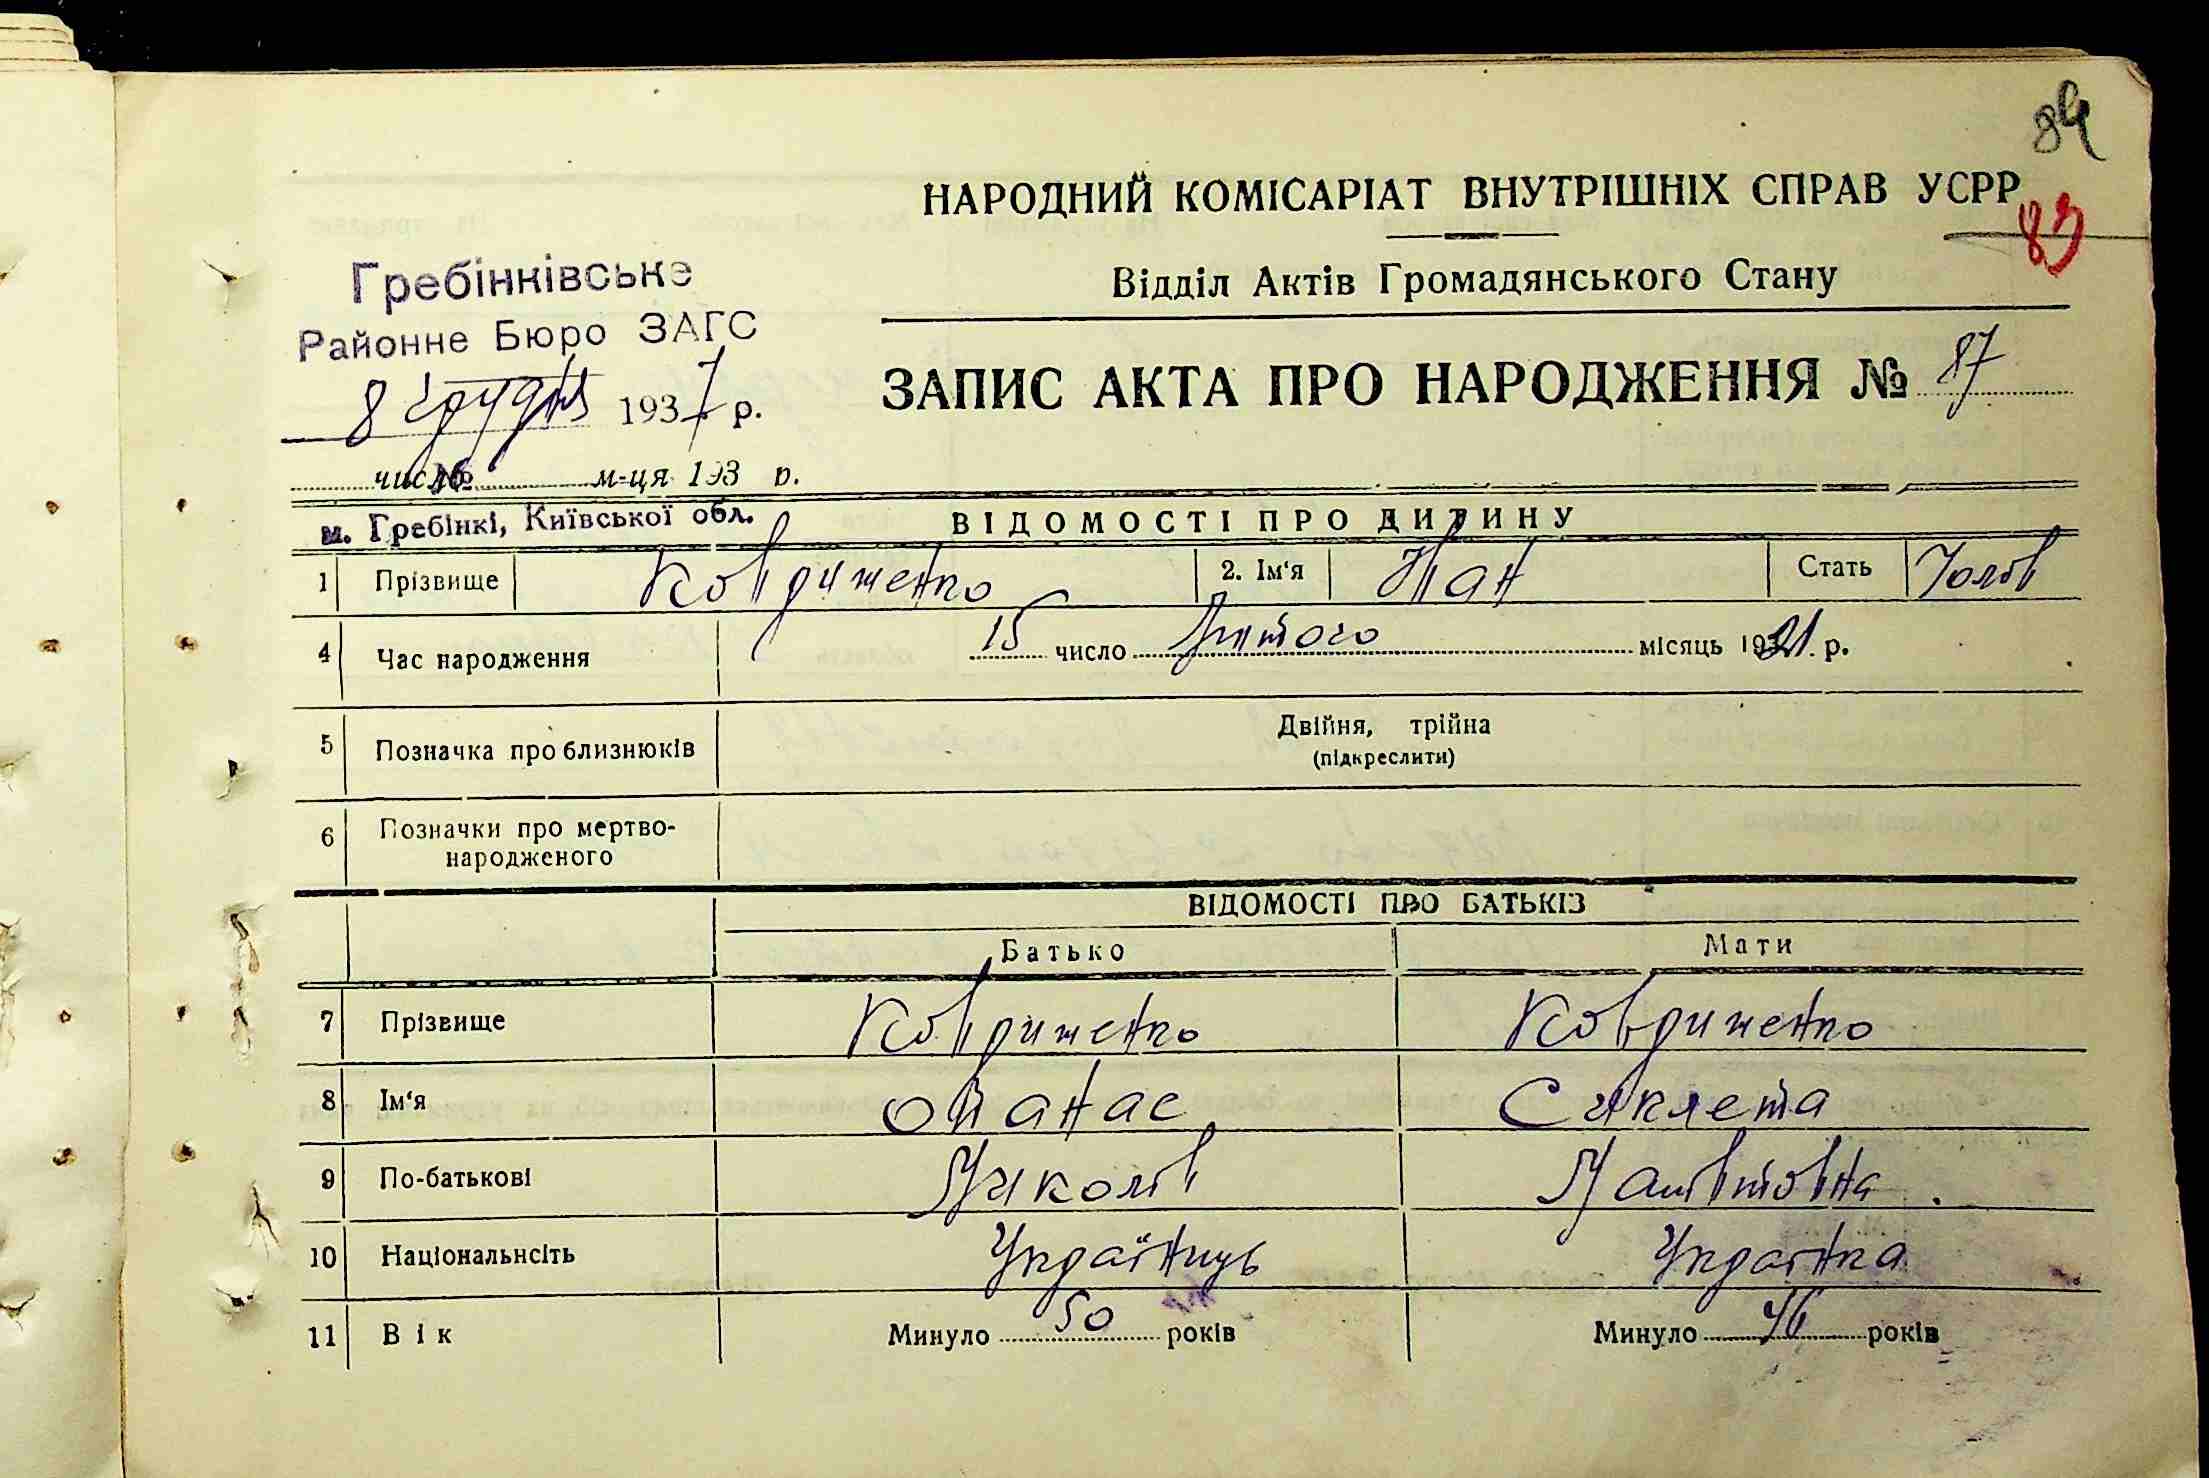 84
НАРОДНИЙ КОМІСАРІАТ ВНУТРІШНІХ СПРАВ УСРР
83
Відділ Актів Громадянського Стану
Гребінківське
Районне Бюро ЗАГС
8 грудня 1937 р.
ЗАПИС АКТА ПРО НАРОДЖЕННЯ № 87
число м-ця 193 р.
м. Гребінкі, Київської обл.
ВІДОМОСТІ ПРО ДИТИНУ
1 Прізвище Ковриженко 2. Ім'я Іван Стать Чолов
4 Час народження 15 число Лютого місяць 1921 р.
5 Позначка про близнюків Двійня, трійна
(підкреслити)
6 Позначки про мертво-
народженого
ВІДОМОСТІ ПРО БАТЬКІВ
Батько Мати
7 Прізвище Ковриженко Ковриженко
8 Ім'я Опанас Сиклета
9 По-батькові Микол
10 Національнсіть Українець Українка
11 Вік Минуло 50 років Минуло 46 років